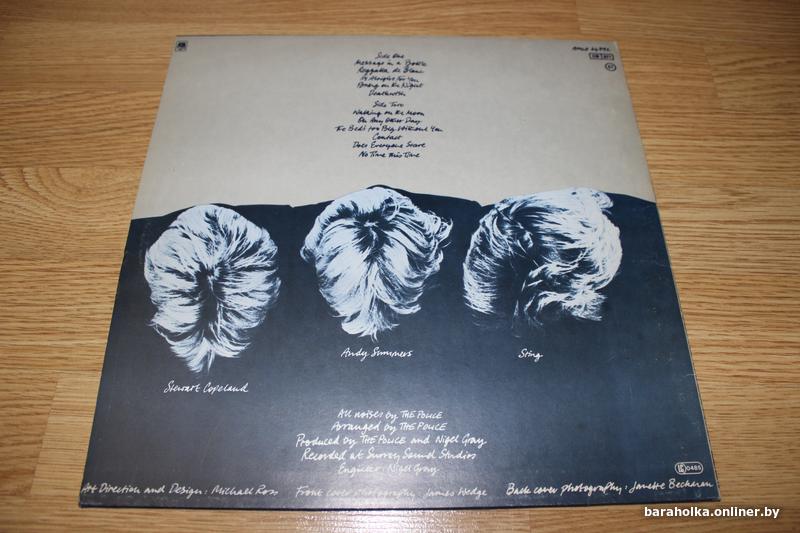 Side One
Message in a Bottle
Reggatta de Blanc
It's Alright For You
Bring on the Night
Deathwish
Side Two
Walking on the Moon
On Any Other Day
The Bed's too Big Without You
Contact
Does Everyone Stare
No Time This Time
Stewart Copeland
Andy Summers
Sting
All noises by THE POLICE
Arranged by THE POLICE
Produced by THE POLICE and Nigel Gray
Recorded at Surrey Sound Studios
Engineer: Nigel Gray
LC 0485
Art Direction and Design: Michael Ross Front cover photography: James Wedge Back cover photography: Janette Beckman
baraholka.onliner.by